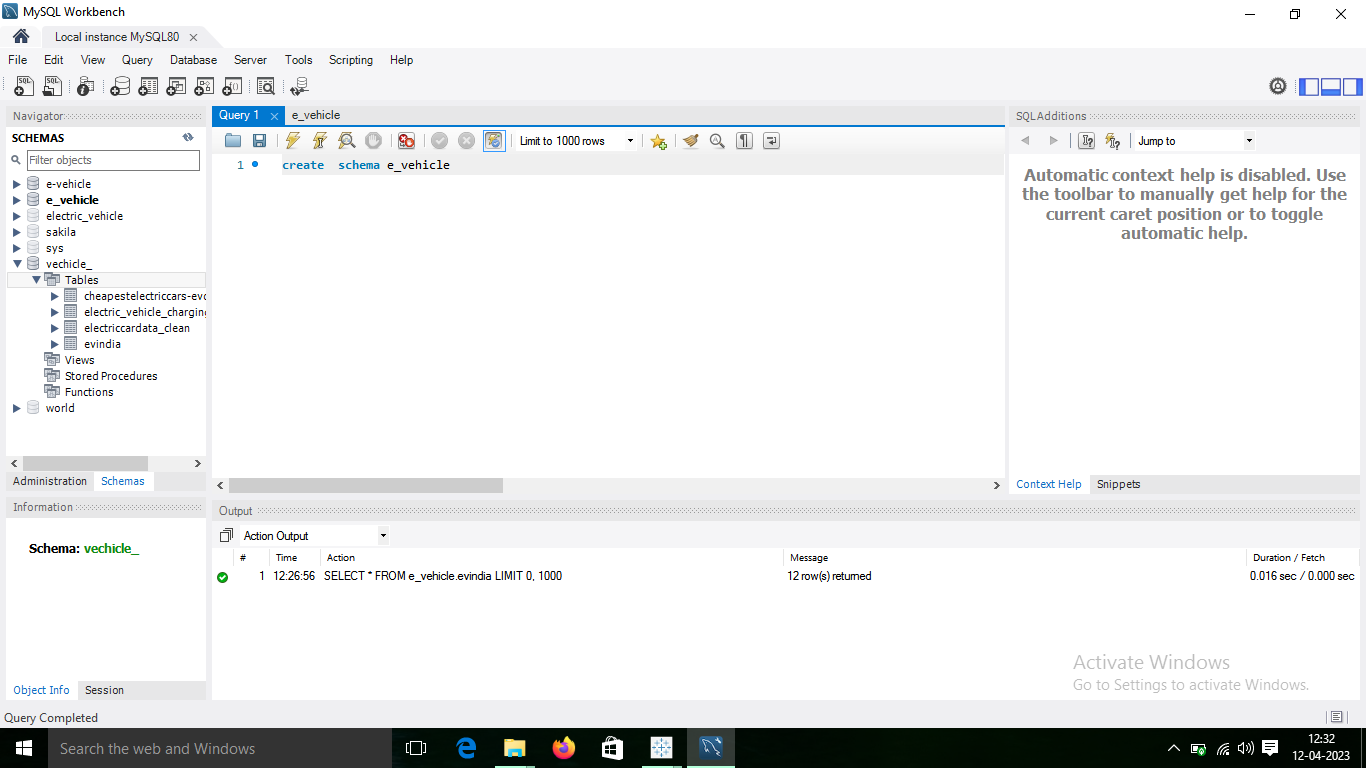 MySQL Workbench
Local instance MySQL80
File Edit View Query Database Server Tools Scripting Help
Navigator
SCHEMAS
Filter objects
e-vehicle
e_vehicle
electric_vehicle
sakila
sys
vechicle_
Tables
cheapestelectriccars-evd
electric_vehicle_charging
electriccardata_clean
evindia
Views
Stored Procedures
Functions
world
Administration Schemas
Information
Schema: vechicle_
Object Info Session
Query 1 e_vehicle
Limit to 1000 rows
1 create schema e_vehicle
SQLAdditions
Jump to
Automatic context help is disabled. Use
the toolbar to manually get help for the
current caret position or to toggle
automatic help.
Context Help Snippets
Output
Action Output
# Time Action Message Duration / Fetch
1 12:26:56 SELECT * FROM e_vehicle.evindia LIMIT 0, 1000 12 row(s) returned 0.016 sec / 0.000 sec
Activate Windows
Go to Settings to activate Windows.
Query Completed
Search the web and Windows
12:32
12-04-2023